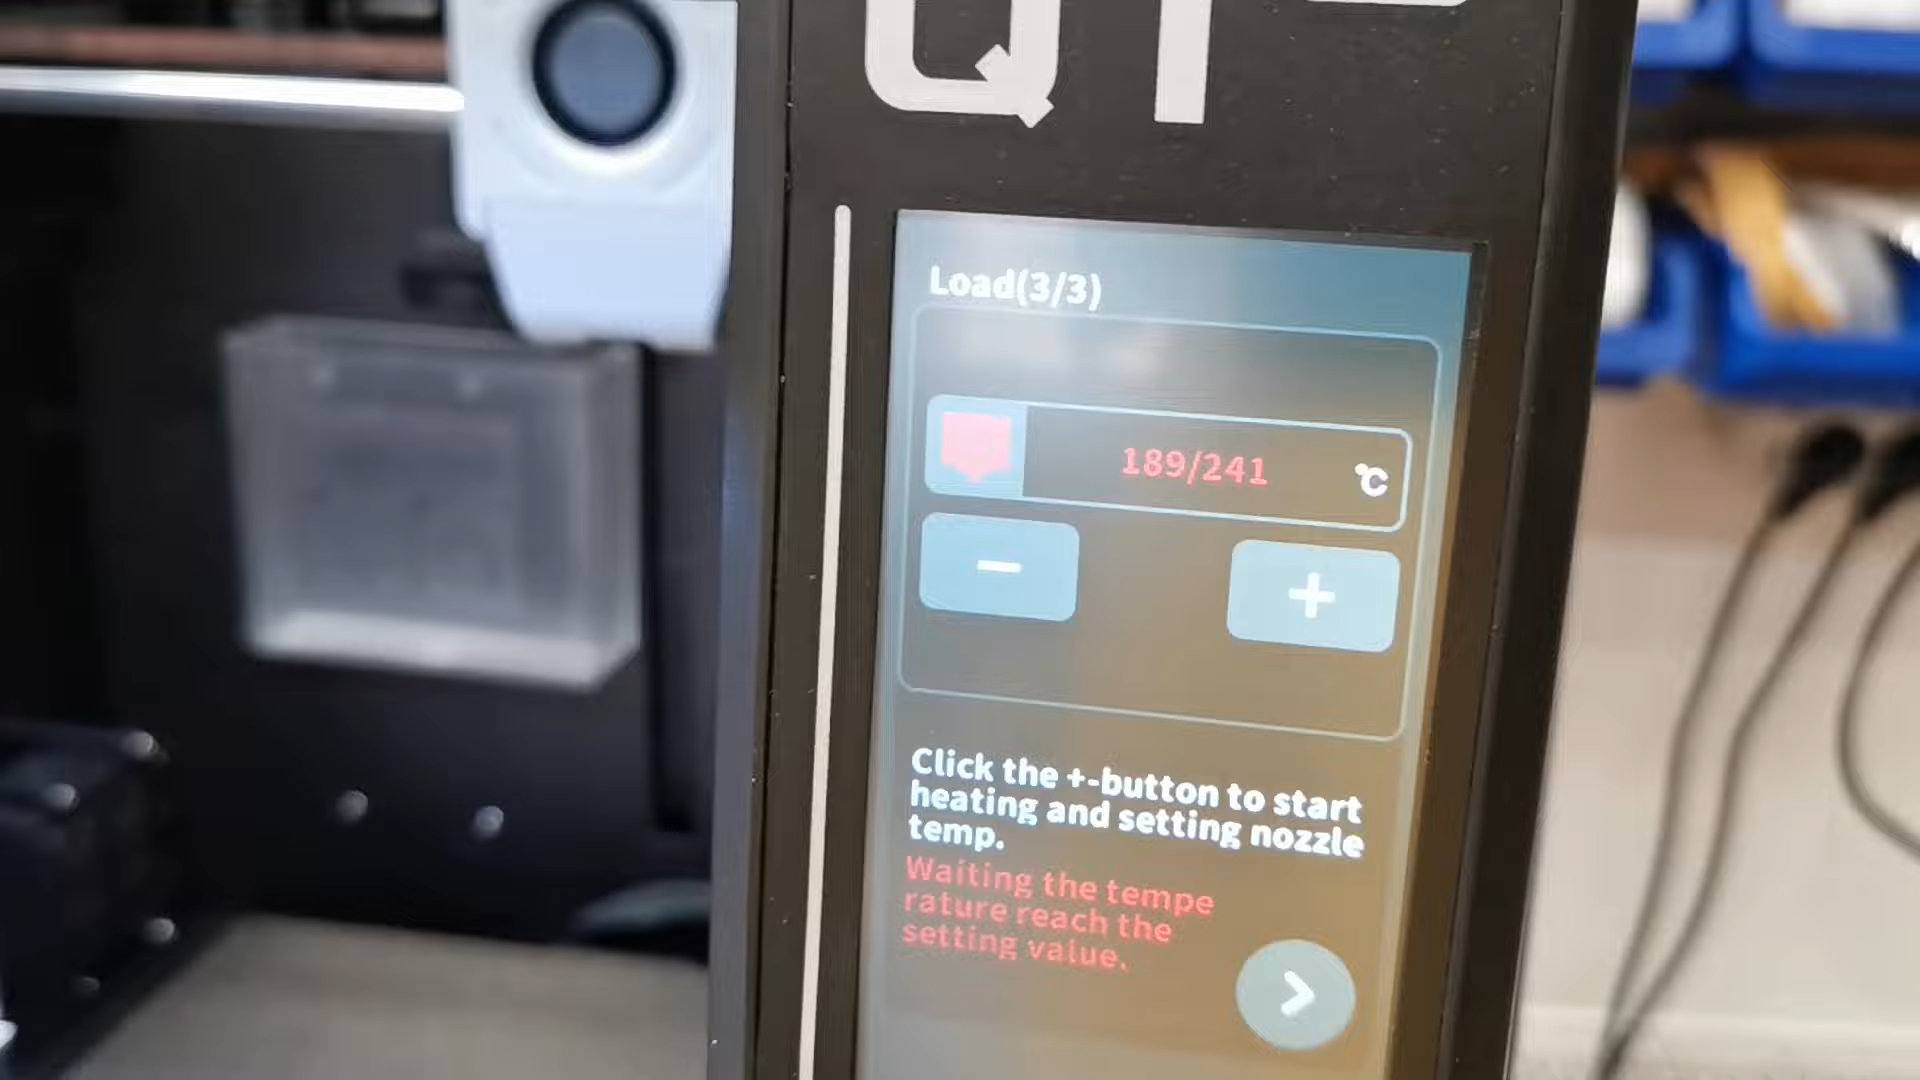 QI
Load(3/3)
189/241 ℃
−
+
Click the +-button to start
heating and setting nozzle
temp.
Waiting the tempe
rature reach the
setting value.